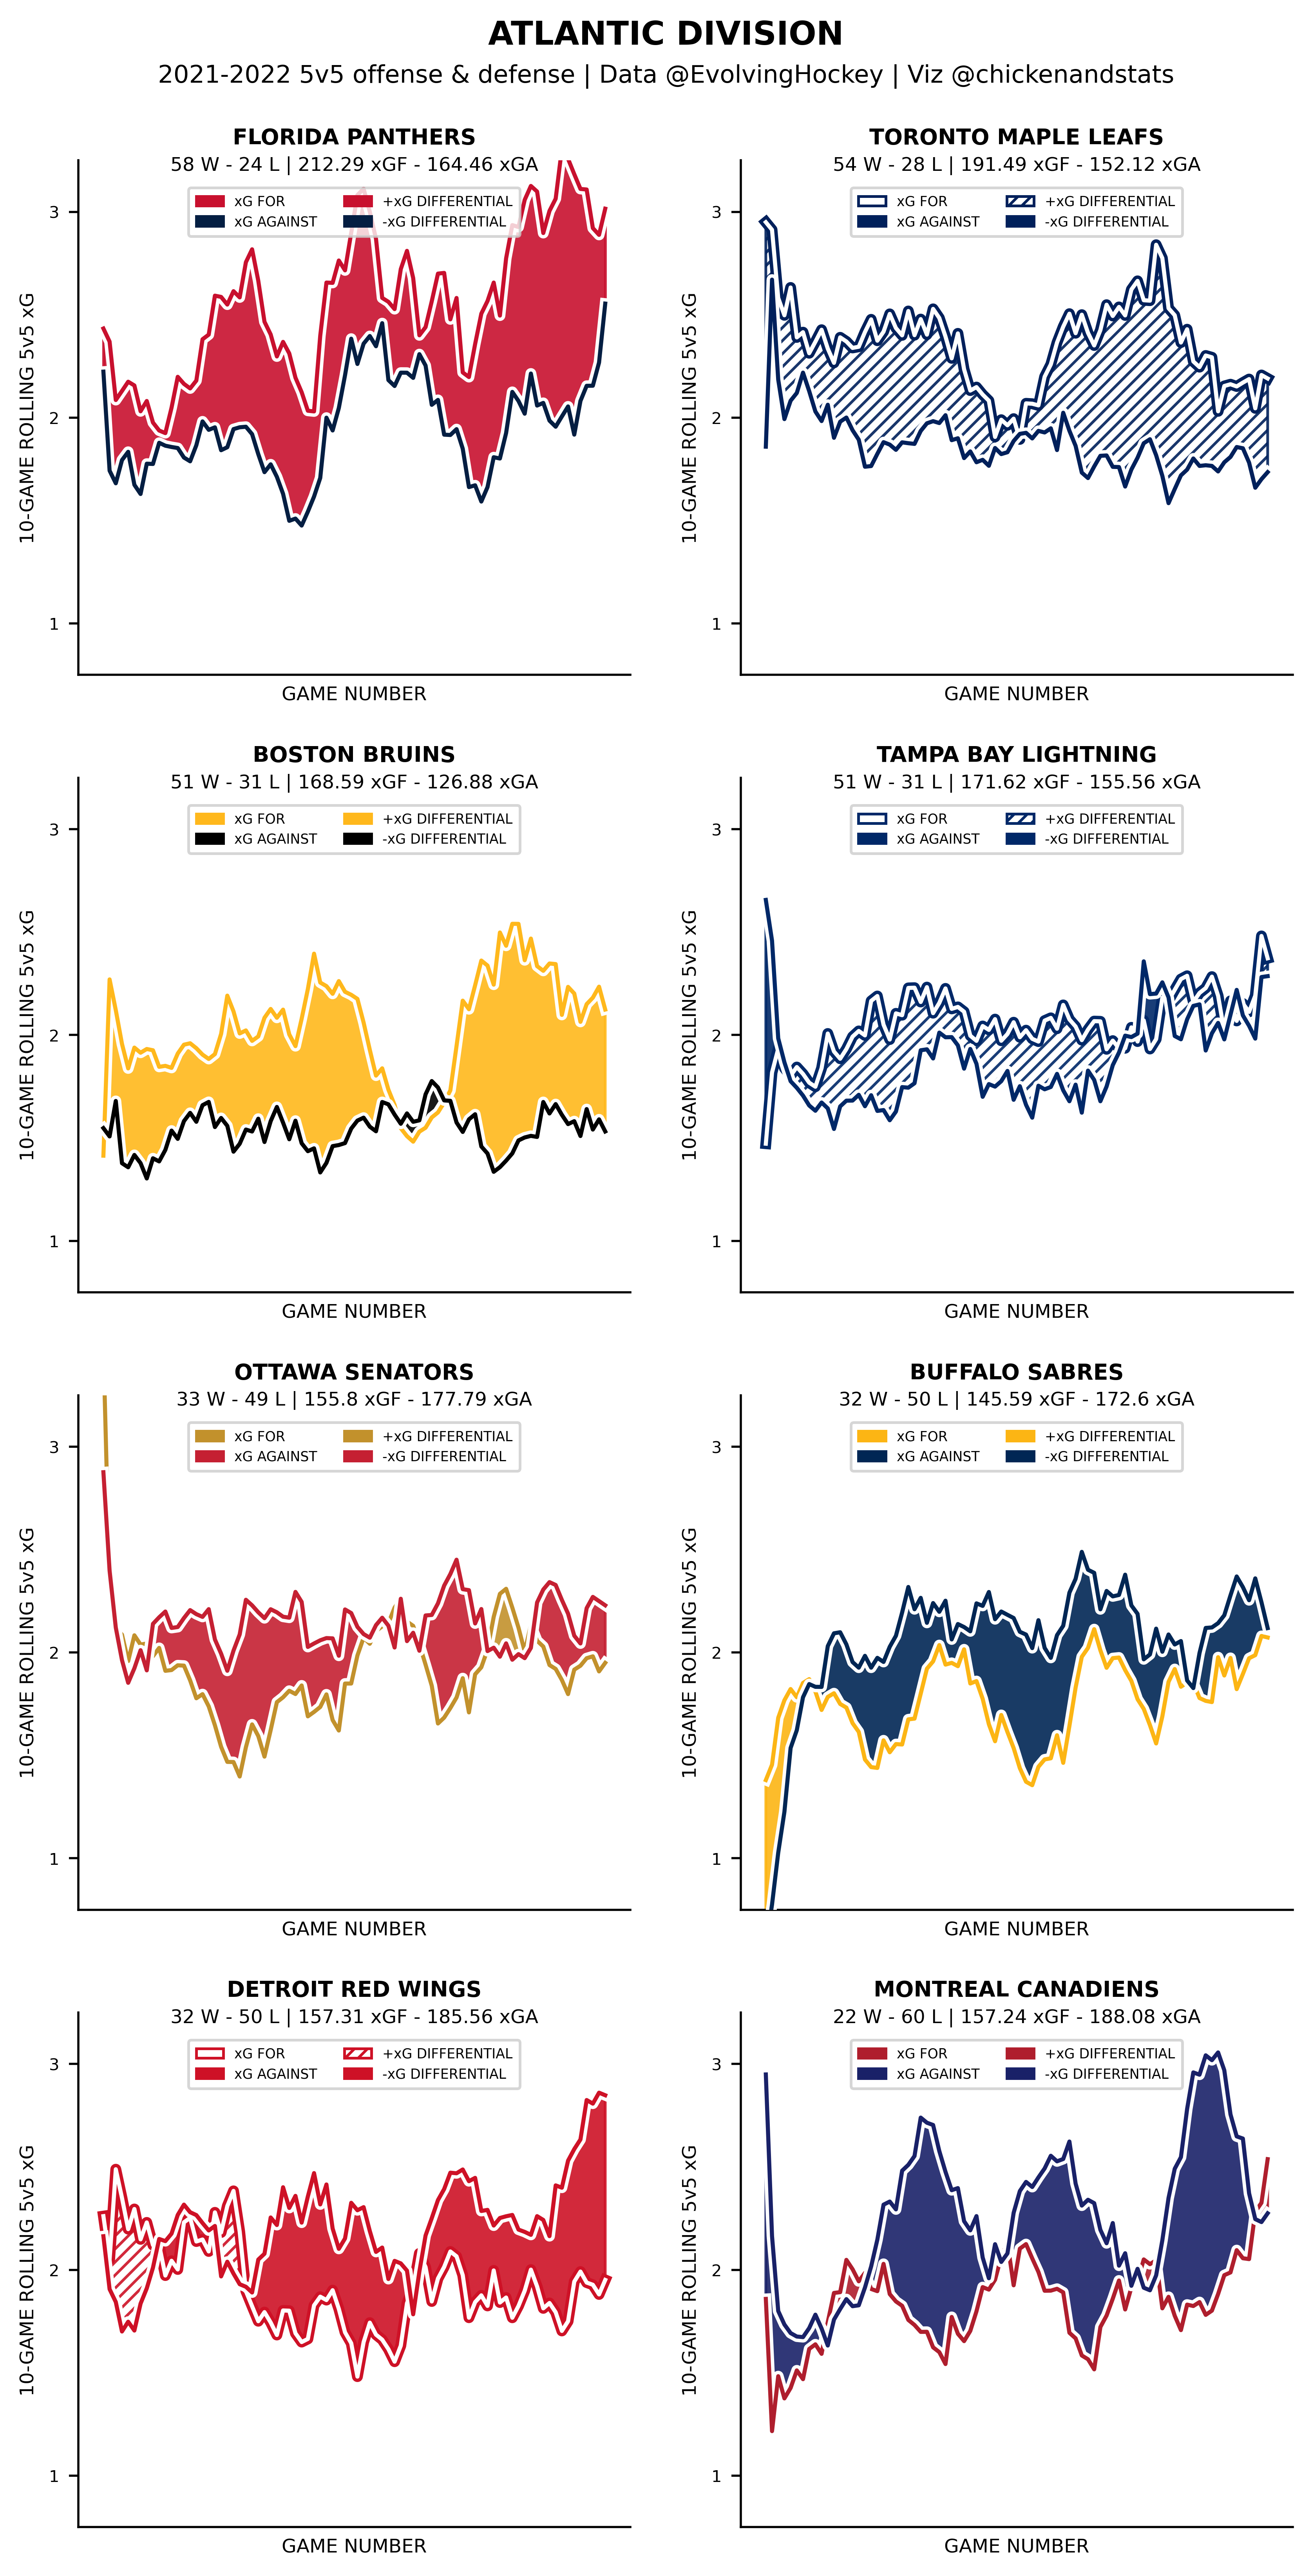 ATLANTIC DIVISION
2021-2022 5v5 offense & defense | Data @EvolvingHockey | Viz @chickenandstats
FLORIDA PANTHERS
58 W - 24 L | 212.29 xGF - 164.46 xGA
xG FOR +xG DIFFERENTIAL
xG AGAINST -xG DIFFERENTIAL
3
2
1
10-GAME ROLLING 5v5 xG
GAME NUMBER
TORONTO MAPLE LEAFS
54 W - 28 L | 191.49 xGF - 152.12 xGA
xG FOR +xG DIFFERENTIAL
xG AGAINST -xG DIFFERENTIAL
3
2
1
10-GAME ROLLING 5v5 xG
GAME NUMBER
BOSTON BRUINS
51 W - 31 L | 168.59 xGF - 126.88 xGA
xG FOR +xG DIFFERENTIAL
xG AGAINST -xG DIFFERENTIAL
3
2
1
10-GAME ROLLING 5v5 xG
GAME NUMBER
TAMPA BAY LIGHTNING
51 W - 31 L | 171.62 xGF - 155.56 xGA
xG FOR +xG DIFFERENTIAL
xG AGAINST -xG DIFFERENTIAL
3
2
1
10-GAME ROLLING 5v5 xG
GAME NUMBER
OTTAWA SENATORS
33 W - 49 L | 155.8 xGF - 177.79 xGA
xG FOR +xG DIFFERENTIAL
xG AGAINST -xG DIFFERENTIAL
3
2
1
10-GAME ROLLING 5v5 xG
GAME NUMBER
BUFFALO SABRES
32 W - 50 L | 145.59 xGF - 172.6 xGA
xG FOR +xG DIFFERENTIAL
xG AGAINST -xG DIFFERENTIAL
3
2
1
10-GAME ROLLING 5v5 xG
GAME NUMBER
DETROIT RED WINGS
32 W - 50 L | 157.31 xGF - 185.56 xGA
xG FOR +xG DIFFERENTIAL
xG AGAINST -xG DIFFERENTIAL
3
2
1
10-GAME ROLLING 5v5 xG
GAME NUMBER
MONTREAL CANADIENS
22 W - 60 L | 157.24 xGF - 188.08 xGA
xG FOR +xG DIFFERENTIAL
xG AGAINST -xG DIFFERENTIAL
3
2
1
10-GAME ROLLING 5v5 xG
GAME NUMBER